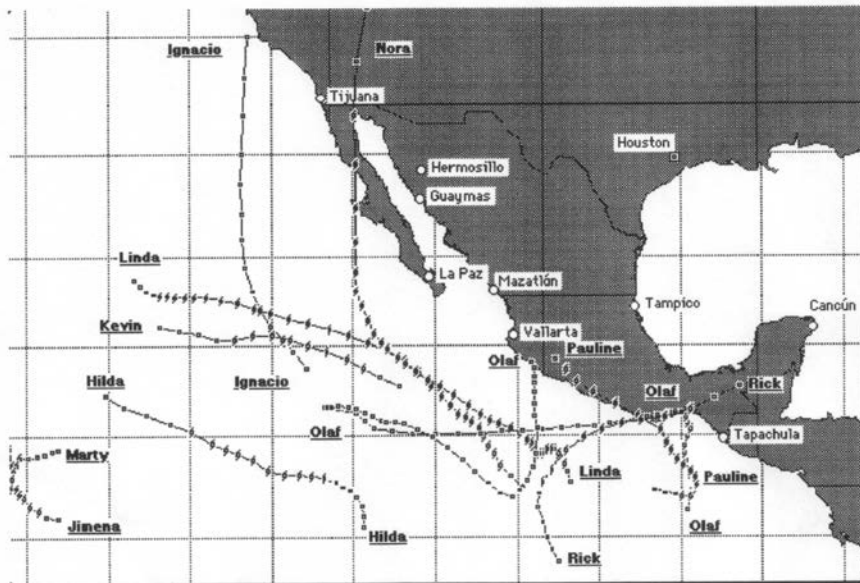 Ignacio
Nora
Tijuana
Houston
Hermosillo
Guaymas
Linda
La Paz
Mazatlón
Tampico
Cancún
Kevin
Vallarta
Olaf
Pauline
Hilda
Ignacio
Olaf
Rick
Olaf
Tapachula
Marty
Linda
Pauline
Jimena
Olaf
Hilda
Rick